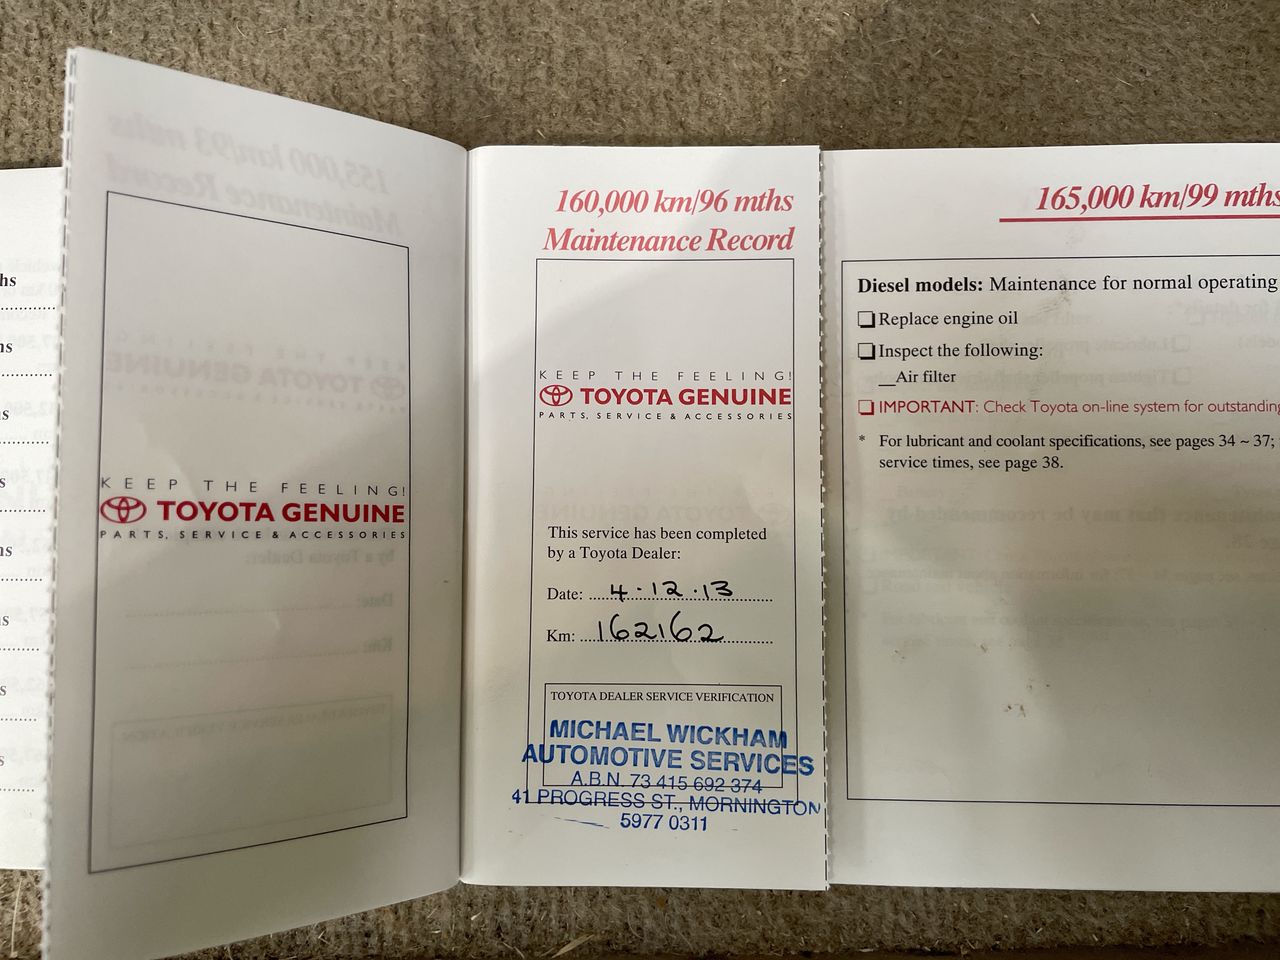 hs
ns
s
s
ns
s
s
s
KEEP THE FEELING!
TOYOTA GENUINE
PARTS, SERVICE & ACCESSORIES
160,000 km/96 mths
Maintenance Record
KEEP THE FEELING!
TOYOTA GENUINE
PARTS, SERVICE & ACCESSORIES
This service has been completed
by a Toyota Dealer:
Date: 4.12.13
Km: 162162
TOYOTA DEALER SERVICE VERIFICATION
MICHAEL WICKHAM
AUTOMOTIVE SERVICES
A.B.N. 73 415 692 374
41 PROGRESS ST., MORNINGTON
5977 0311
165,000 km/99 mths
Diesel models: Maintenance for normal operating
Replace engine oil
Inspect the following:
__Air filter
IMPORTANT: Check Toyota on-line system for outstanding
* For lubricant and coolant specifications, see pages 34 ~ 37;
service times, see page 38.